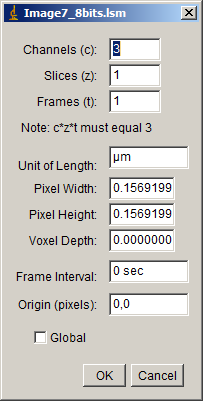 Image7_8bits.lsm
Channels (c): 3
Slices (z): 1
Frames (t): 1
Note: c*z*t must equal 3
Unit of Length: µm
Pixel Width: 0.1569199
Pixel Height: 0.1569199
Voxel Depth: 0.0000000
Frame Interval: 0 sec
Origin (pixels): 0,0
Global
OK Cancel